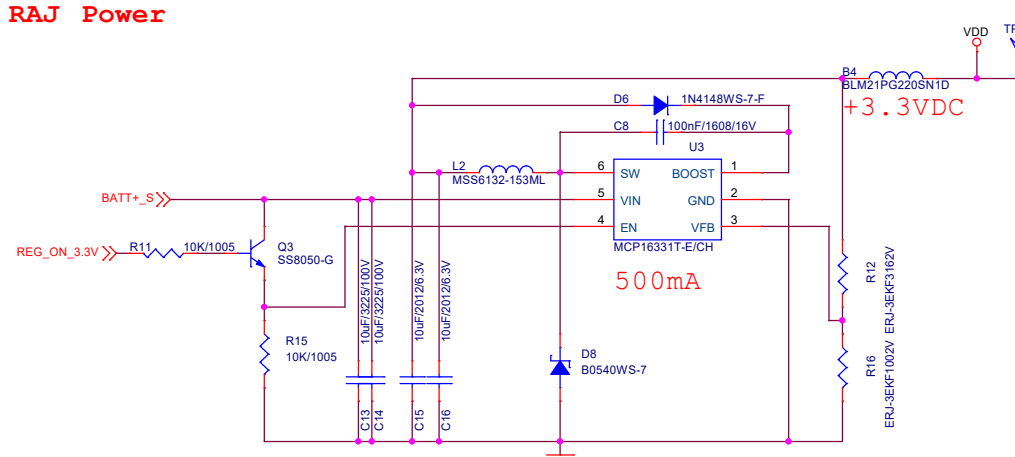 RAJ Power
VDD
TP
B4
BLM21PG220SN1D
+3.3VDC
D6
1N4148WS-7-F
C8
100nF/1608/16V
U3
L2
MSS6132-153ML
6
SW
BOOST
1
BATT+_S
5
VIN
GND
2
4
EN
VFB
3
MCP16331T-E/CH
REG_ON_3.3V
R11
10K/1005
Q3
SS8050-G
500mA
R12
ERJ-3EKF3162V
10uF/3225/100V
10uF/3225/100V
10uF/2012/6.3V
10uF/2012/6.3V
R15
10K/1005
D8
B0540WS-7
R16
ERJ-3EKF1002V
C13
C14
C15
C16